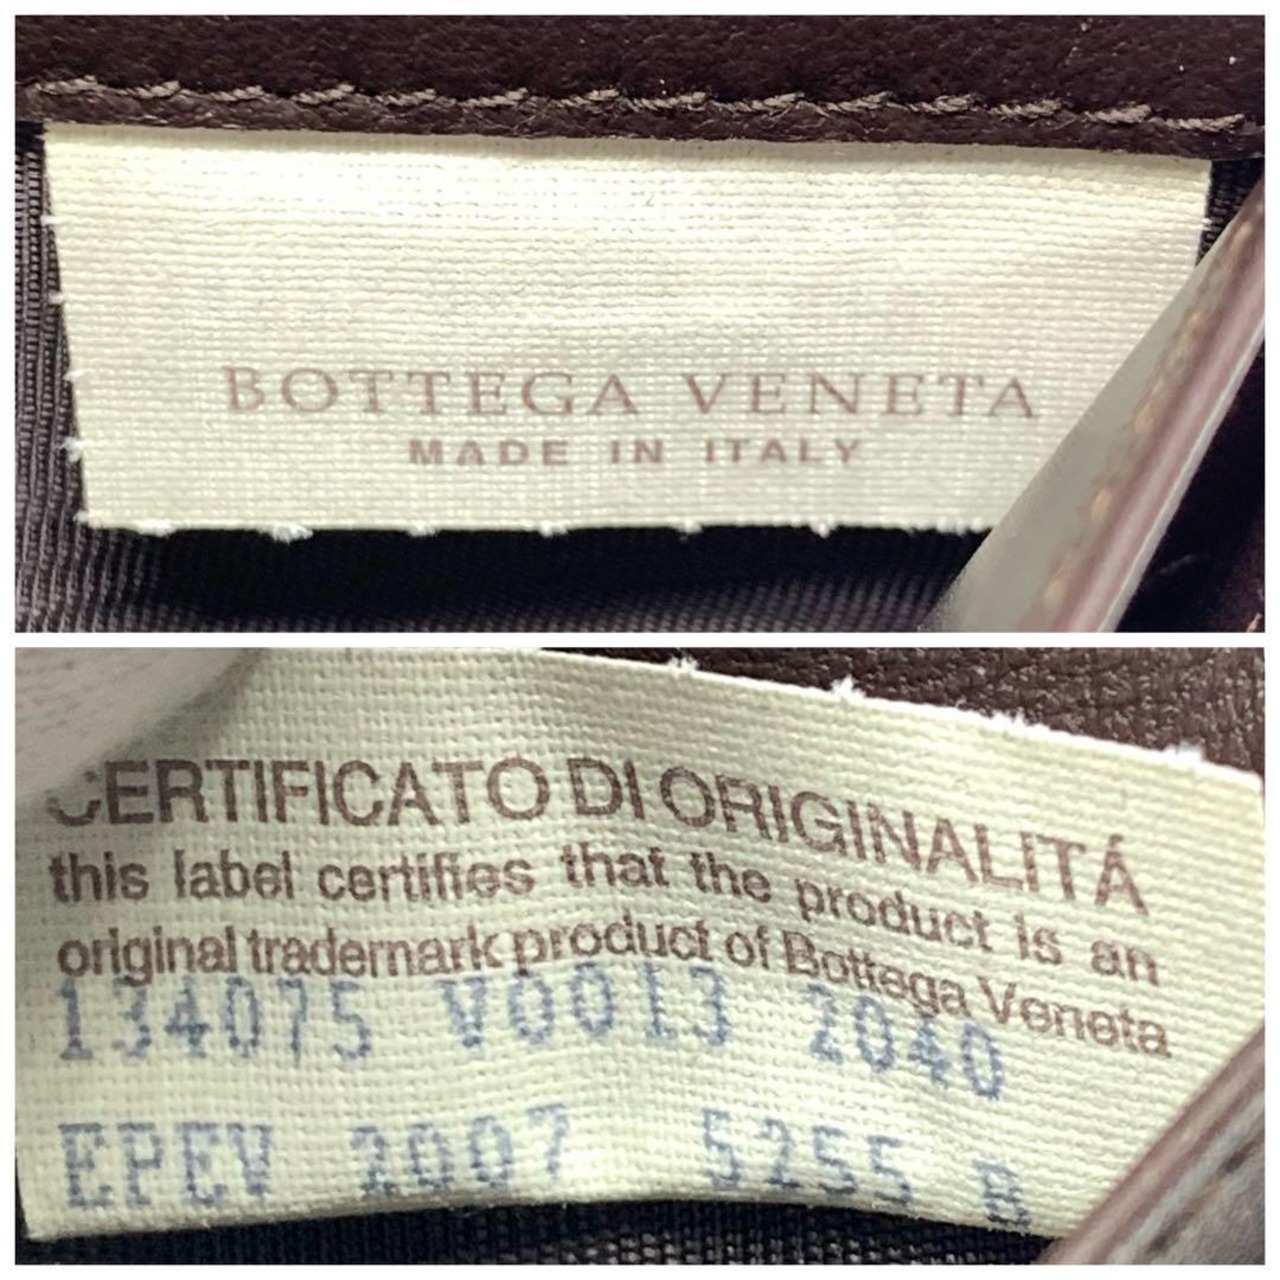 BOTTEGA VENETA
MADE IN ITALY
CERTIFICATO DI ORIGINALITÁ
this label certifies that the product is an
original trademark product of Bottega Veneta
134075 V0013 2040
EPEV 2007 5255 B